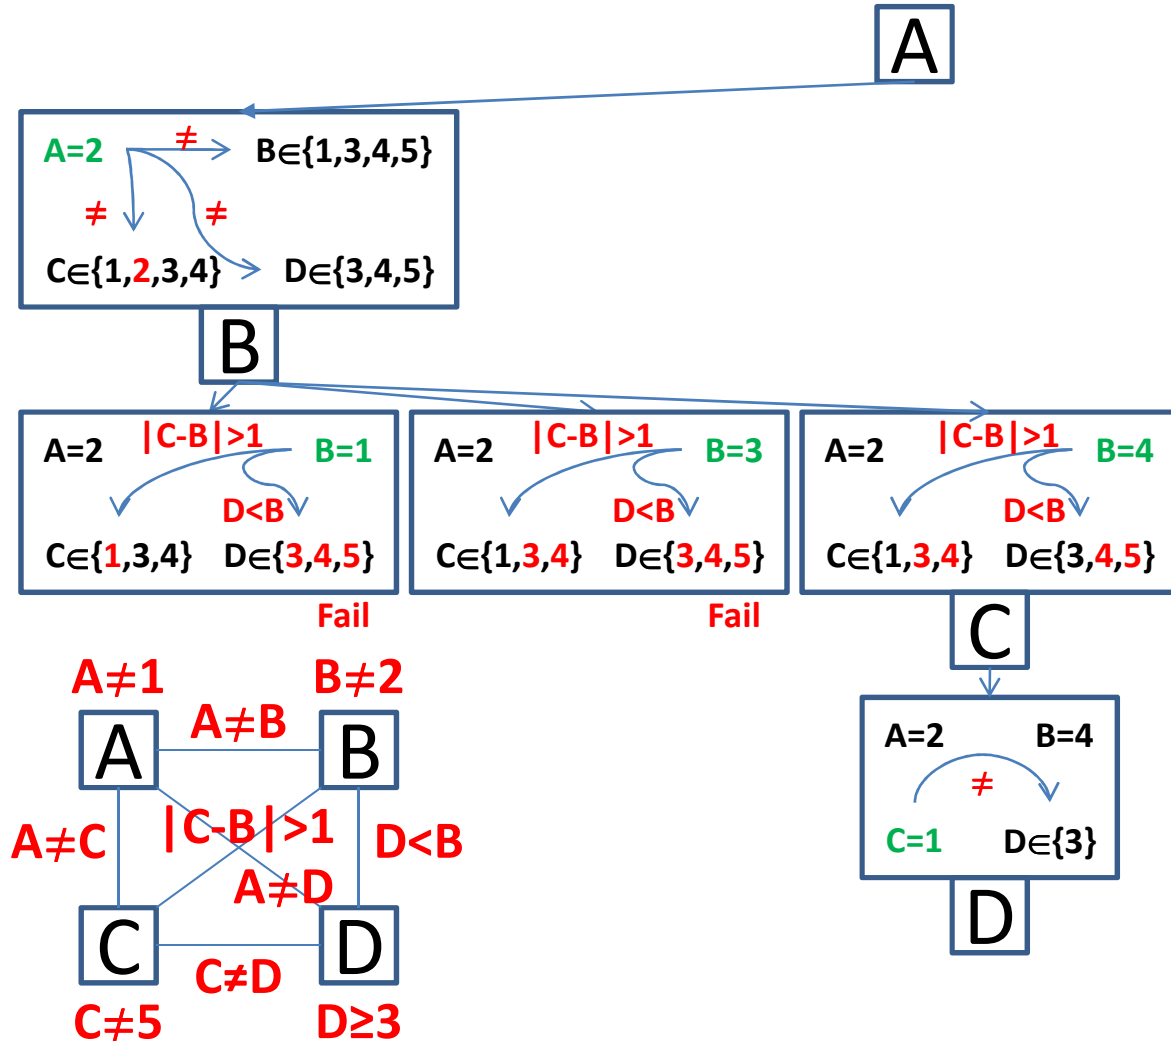 A
A=2 ≠ B∈{1,3,4,5}
≠ ≠
C∈{1,2,3,4} D∈{3,4,5}
B
A=2 |C-B|>1 B=1
D<B
C∈{1,3,4} D∈{3,4,5}
Fail
A=2 |C-B|>1 B=3
D<B
C∈{1,3,4} D∈{3,4,5}
Fail
A=2 |C-B|>1 B=4
D<B
C∈{1,3,4} D∈{3,4,5}
C
A=2 B=4
≠
C=1 D∈{3}
D
A≠1 B≠2
A≠B
A B
A≠C |C-B|>1 D<B
A≠D
C D
C≠D
C≠5 D≥3